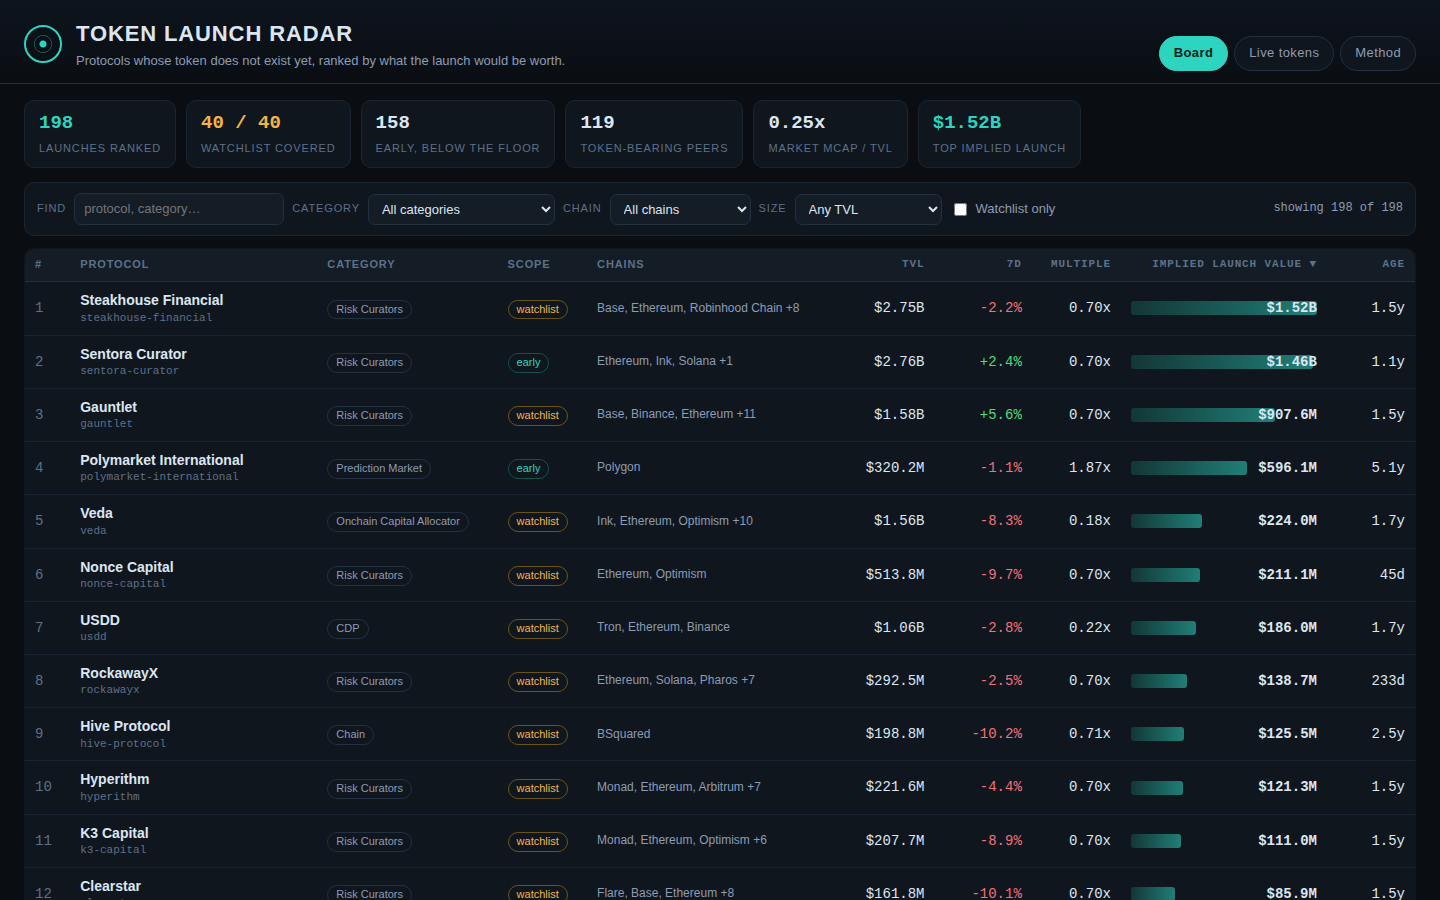 TOKEN LAUNCH RADAR
Protocols whose token does not exist yet, ranked by what the launch would be worth.
Board Live tokens Method
198 40 / 40 158 119 0.25x $1.52B
LAUNCHES RANKED WATCHLIST COVERED EARLY, BELOW THE FLOOR TOKEN-BEARING PEERS MARKET MCAP / TVL TOP IMPLIED LAUNCH
FIND protocol, category… CATEGORY All categories CHAIN All chains SIZE Any TVL Watchlist only showing 198 of 198
# PROTOCOL CATEGORY SCOPE CHAINS TVL 7D MULTIPLE IMPLIED LAUNCH VALUE ▼ AGE
1 Steakhouse Financial Risk Curators watchlist Base, Ethereum, Robinhood Chain +8 $2.75B -2.2% 0.70x $1.52B 1.5y
steakhouse-financial
2 Sentora Curator Risk Curators early Ethereum, Ink, Solana +1 $2.76B +2.4% 0.70x $1.46B 1.1y
sentora-curator
3 Gauntlet Risk Curators watchlist Base, Binance, Ethereum +11 $1.58B +5.6% 0.70x $907.6M 1.5y
gauntlet
4 Polymarket International Prediction Market early Polygon $320.2M -1.1% 1.87x $596.1M 5.1y
polymarket-international
5 Veda Onchain Capital Allocator watchlist Ink, Ethereum, Optimism +10 $1.56B -8.3% 0.18x $224.0M 1.7y
veda
6 Nonce Capital Risk Curators watchlist Ethereum, Optimism $513.8M -9.7% 0.70x $211.1M 45d
nonce-capital
7 USDD CDP watchlist Tron, Ethereum, Binance $1.06B -2.8% 0.22x $186.0M 1.7y
usdd
8 RockawayX Risk Curators watchlist Ethereum, Solana, Pharos +7 $292.5M -2.5% 0.70x $138.7M 233d
rockawayx
9 Hive Protocol Chain watchlist BSquared $198.8M -10.2% 0.71x $125.5M 2.5y
hive-protocol
10 Hyperithm Risk Curators watchlist Monad, Ethereum, Arbitrum +7 $221.6M -4.4% 0.70x $121.3M 1.5y
hyperithm
11 K3 Capital Risk Curators watchlist Monad, Ethereum, Optimism +6 $207.7M -8.9% 0.70x $111.0M 1.5y
k3-capital
12 Clearstar Risk Curators watchlist Flare, Base, Ethereum +8 $161.8M -10.1% 0.70x $85.9M 1.5y